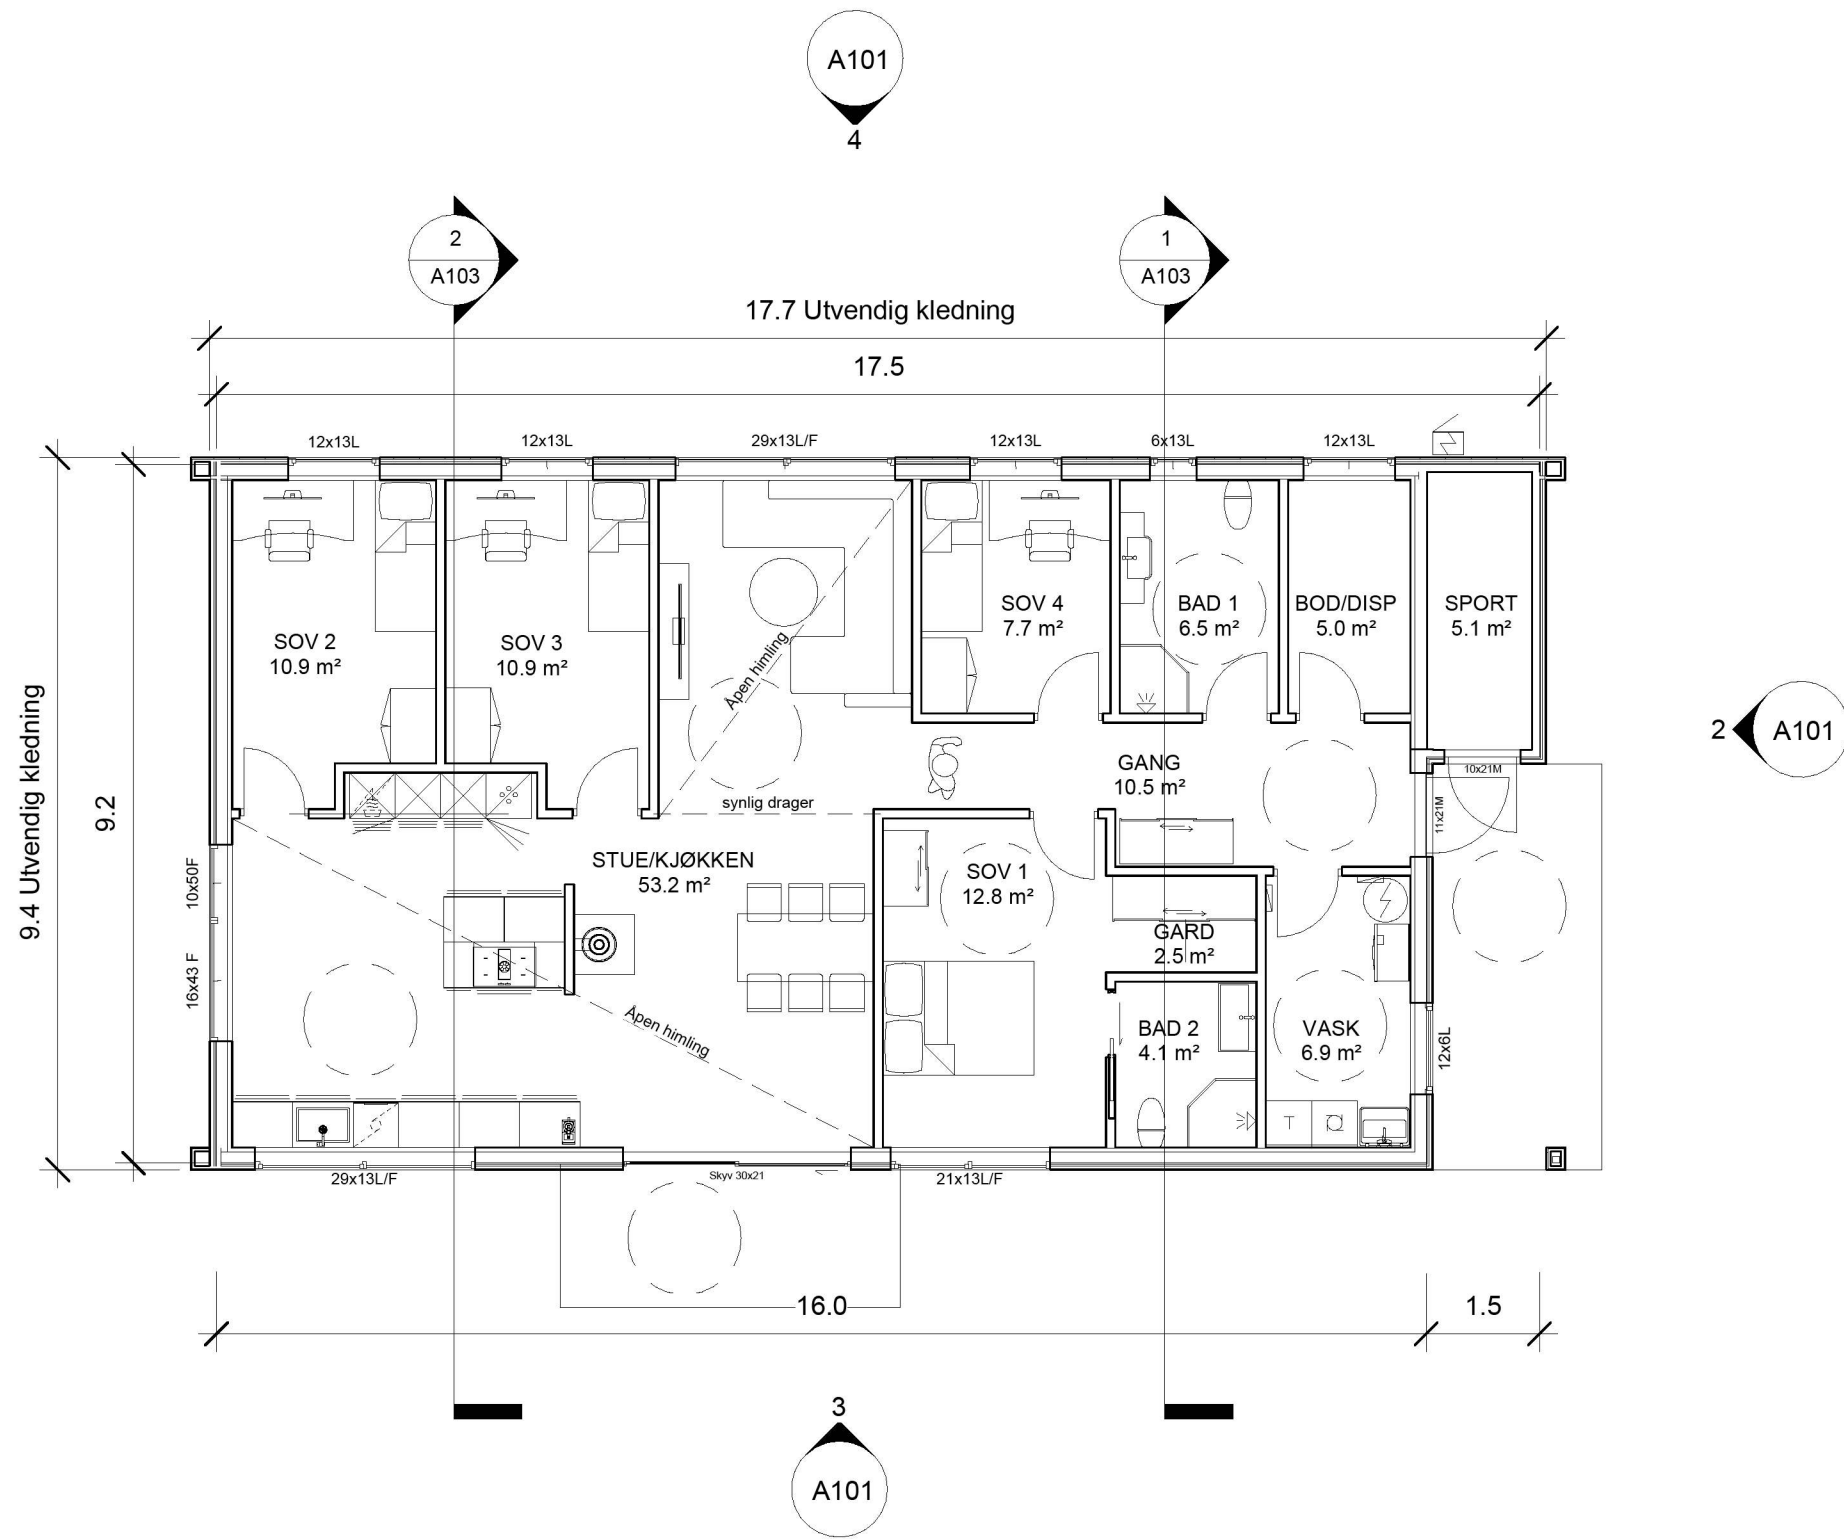 A101
4
2
A103
1
A103
17.7 Utvendig kledning
17.5
12x13L
12x13L
29x13L/F
12x13L
6x13L
12x13L
SOV 2
10.9 m²
SOV 3
10.9 m²
Åpen himling
SOV 4
7.7 m²
BAD 1
6.5 m²
BOD/DISP
5.0 m²
SPORT
5.1 m²
9.4 Utvendig kledning
9.2
2
A101
GANG
10.5 m²
10x21M
11x21M
synlig drager
STUE/KJØKKEN
53.2 m²
SOV 1
12.8 m²
10x50F
16x43 F
GARD
2.5 m²
Åpen himling
BAD 2
4.1 m²
VASK
6.9 m²
12x6L
T
29x13L/F
Skyv 30x21
21x13L/F
16.0
1.5
3
A101